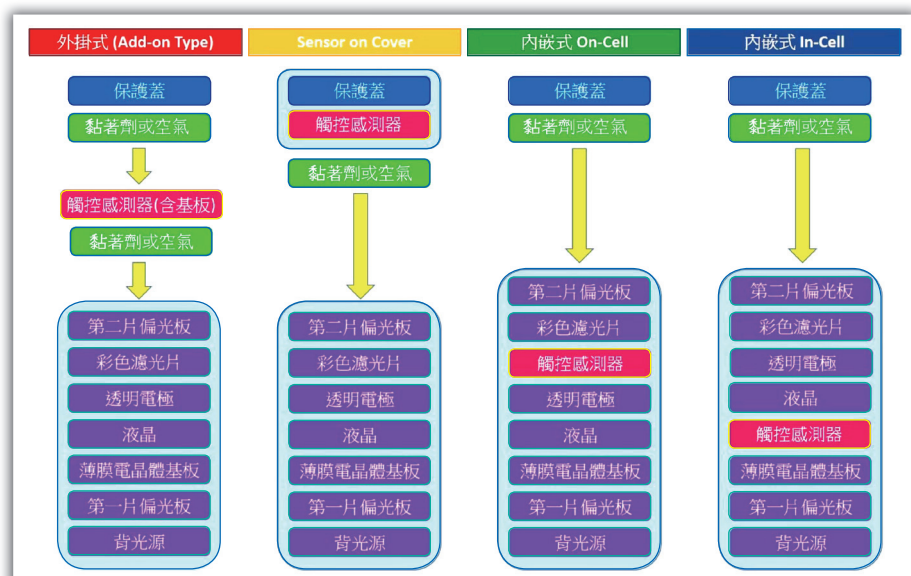 外掛式 (Add-on Type)
保護蓋
黏著劑或空氣
觸控感測器(含基板)
黏著劑或空氣
第二片偏光板
彩色濾光片
透明電極
液晶
薄膜電晶體基板
第一片偏光板
背光源
Sensor on Cover
保護蓋
觸控感測器
黏著劑或空氣
第二片偏光板
彩色濾光片
透明電極
液晶
薄膜電晶體基板
第一片偏光板
背光源
內嵌式 On-Cell
保護蓋
黏著劑或空氣
第二片偏光板
彩色濾光片
觸控感測器
透明電極
液晶
薄膜電晶體基板
第一片偏光板
背光源
內嵌式 In-Cell
保護蓋
黏著劑或空氣
第二片偏光板
彩色濾光片
透明電極
液晶
觸控感測器
薄膜電晶體基板
第一片偏光板
背光源